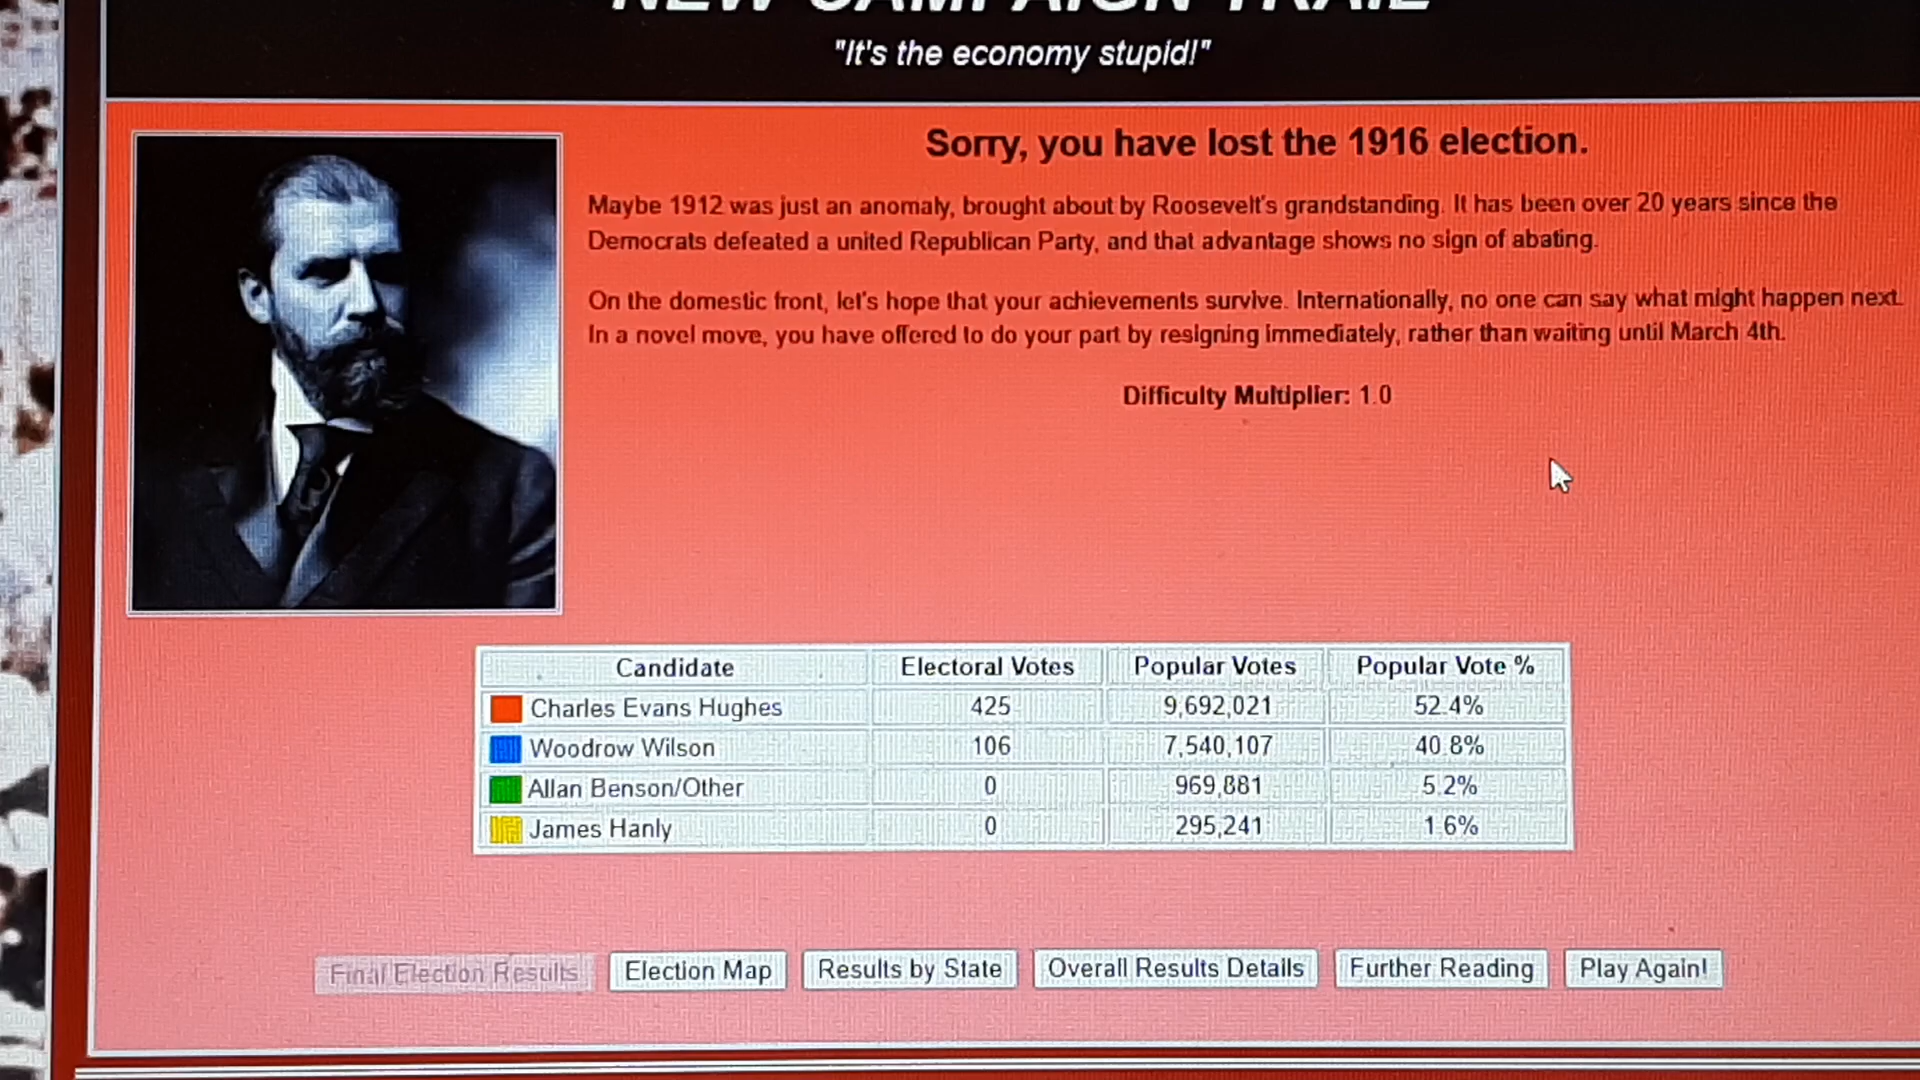 NEW CAMPAIGN TRAIL
"It's the economy stupid!"
Sorry, you have lost the 1916 election.
Maybe 1912 was just an anomaly, brought about by Roosevelt's grandstanding. It has been over 20 years since the
Democrats defeated a united Republican Party, and that advantage shows no sign of abating.
On the domestic front, let's hope that your achievements survive. Internationally, no one can say what might happen next.
In a novel move, you have offered to do your part by resigning immediately, rather than waiting until March 4th.
Difficulty Multiplier: 1.0
Candidate Electoral Votes Popular Votes Popular Vote %
Charles Evans Hughes 425 9,692,021 52.4%
Woodrow Wilson 106 7,540,107 40.8%
Allan Benson/Other 0 969,881 5.2%
James Hanly 0 295,241 1.6%
Final Election Results Election Map Results by State Overall Results Details Further Reading Play Again!